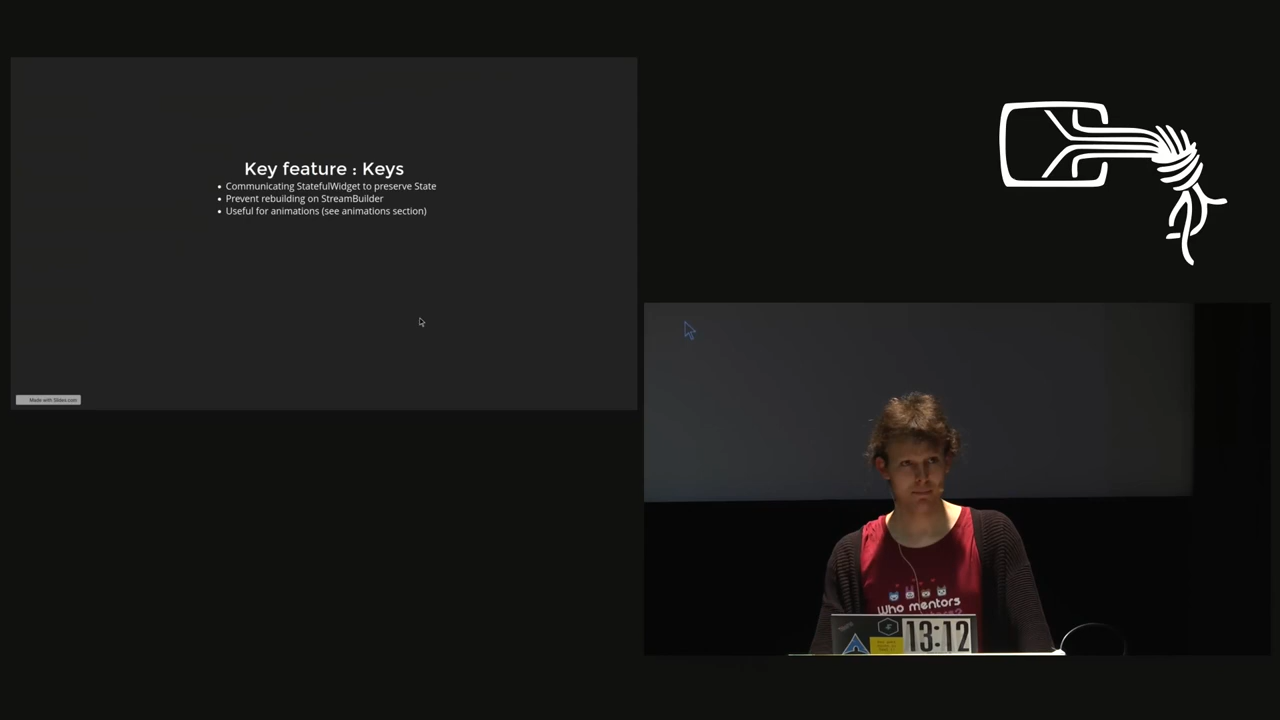 Key feature : Keys
Communicating StatefulWidget to preserve State
Prevent rebuilding on StreamBuilder
Useful for animations (see animations section)
Made with Slides.com
Who mentors
13:12